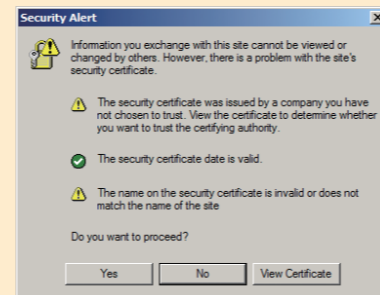 Security Alert
Information you exchange with this site cannot be viewed or
changed by others. However, there is a problem with the site's
security certificate.
The security certificate was issued by a company you have
not chosen to trust. View the certificate to determine whether
you want to trust the certifying authority.
The security certificate date is valid.
The name on the security certificate is invalid or does not
match the name of the site
Do you want to proceed?
Yes No View Certificate